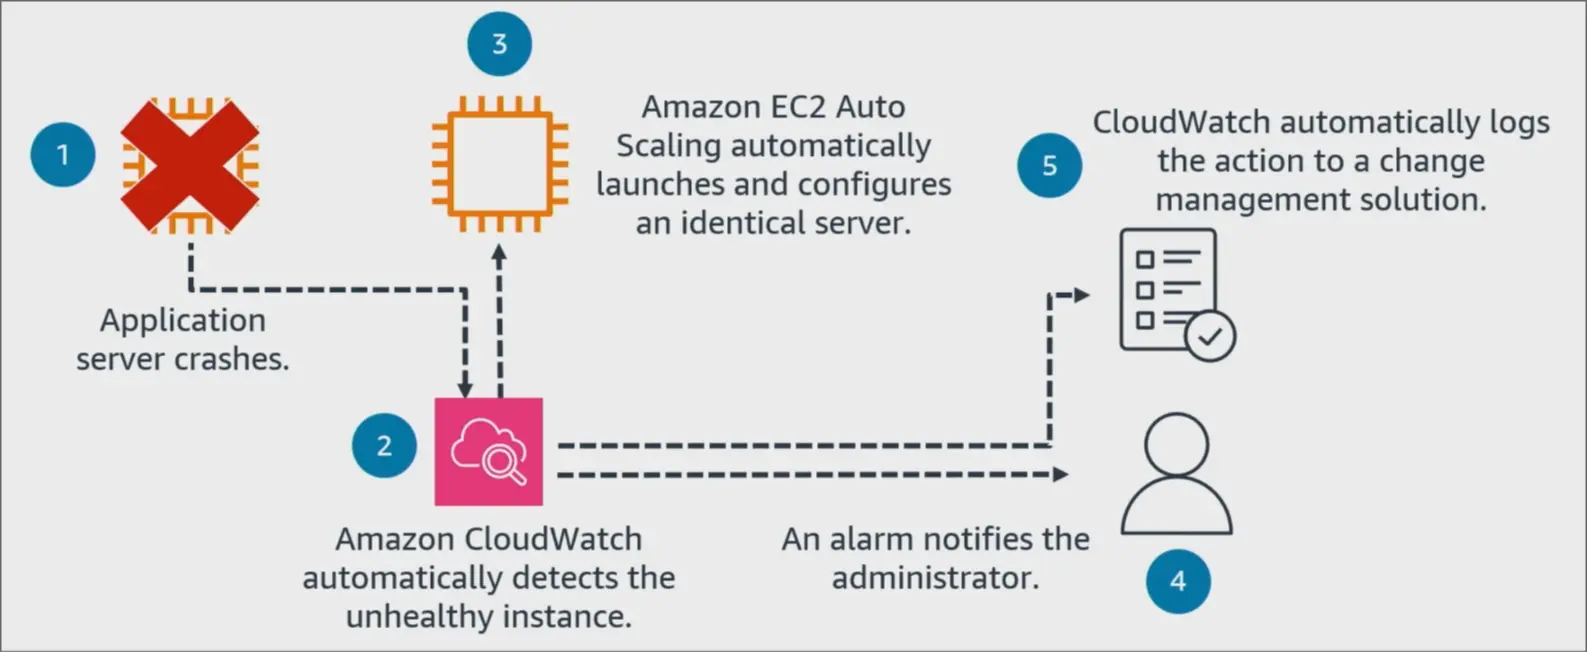 1
Application
server crashes.
2
Amazon CloudWatch
automatically detects the
unhealthy instance.
3
Amazon EC2 Auto
Scaling automatically
launches and configures
an identical server.
An alarm notifies the
administrator.
4
5
CloudWatch automatically logs
the action to a change
management solution.